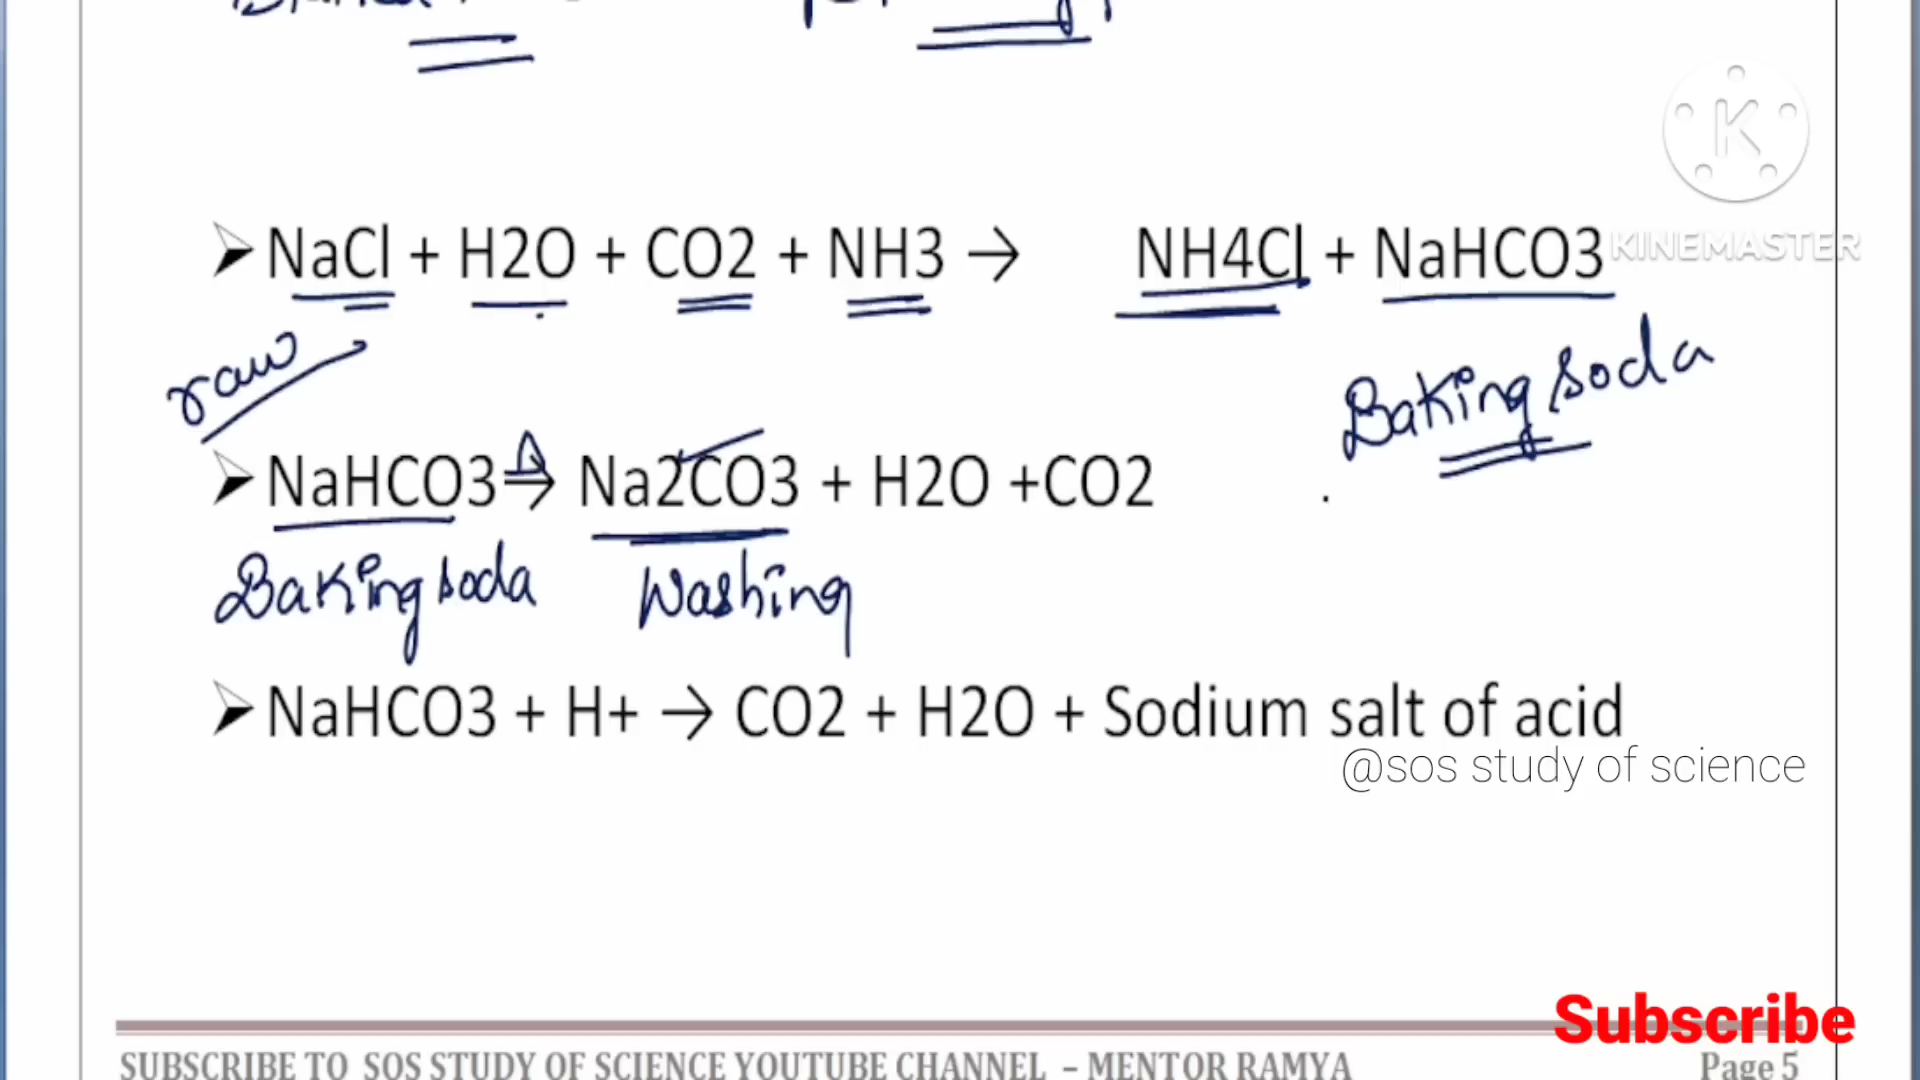 K
KINEMASTER
➢ NaCl + H2O + CO2 + NH3 → NH4Cl + NaHCO3
raw
Baking soda
➢ NaHCO3 → Na2CO3 + H2O +CO2
Δ
Baking soda Washing
➢ NaHCO3 + H+ → CO2 + H2O + Sodium salt of acid
@sos study of science
Subscribe
SUBSCRIBE TO SOS STUDY OF SCIENCE YOUTUBE CHANNEL – MENTOR RAMYA Page 5